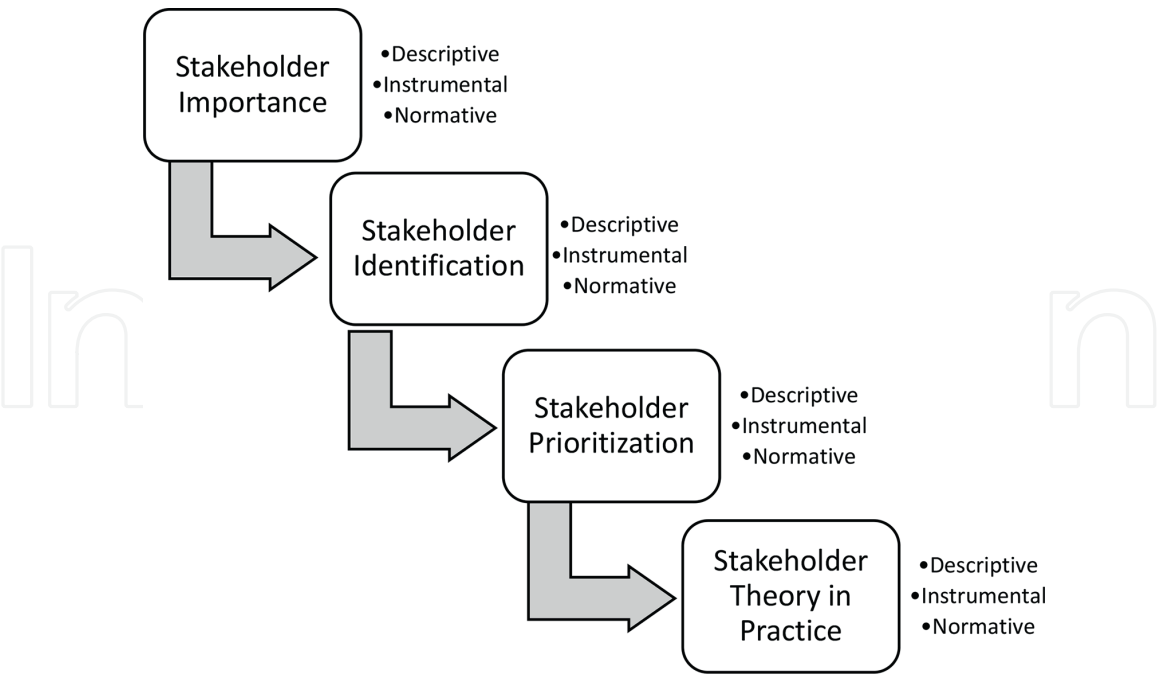 Stakeholder
Importance
•Descriptive
•Instrumental
•Normative
Stakeholder
Identification
•Descriptive
•Instrumental
•Normative
Stakeholder
Prioritization
•Descriptive
•Instrumental
•Normative
Stakeholder
Theory in
Practice
•Descriptive
•Instrumental
•Normative
In
n